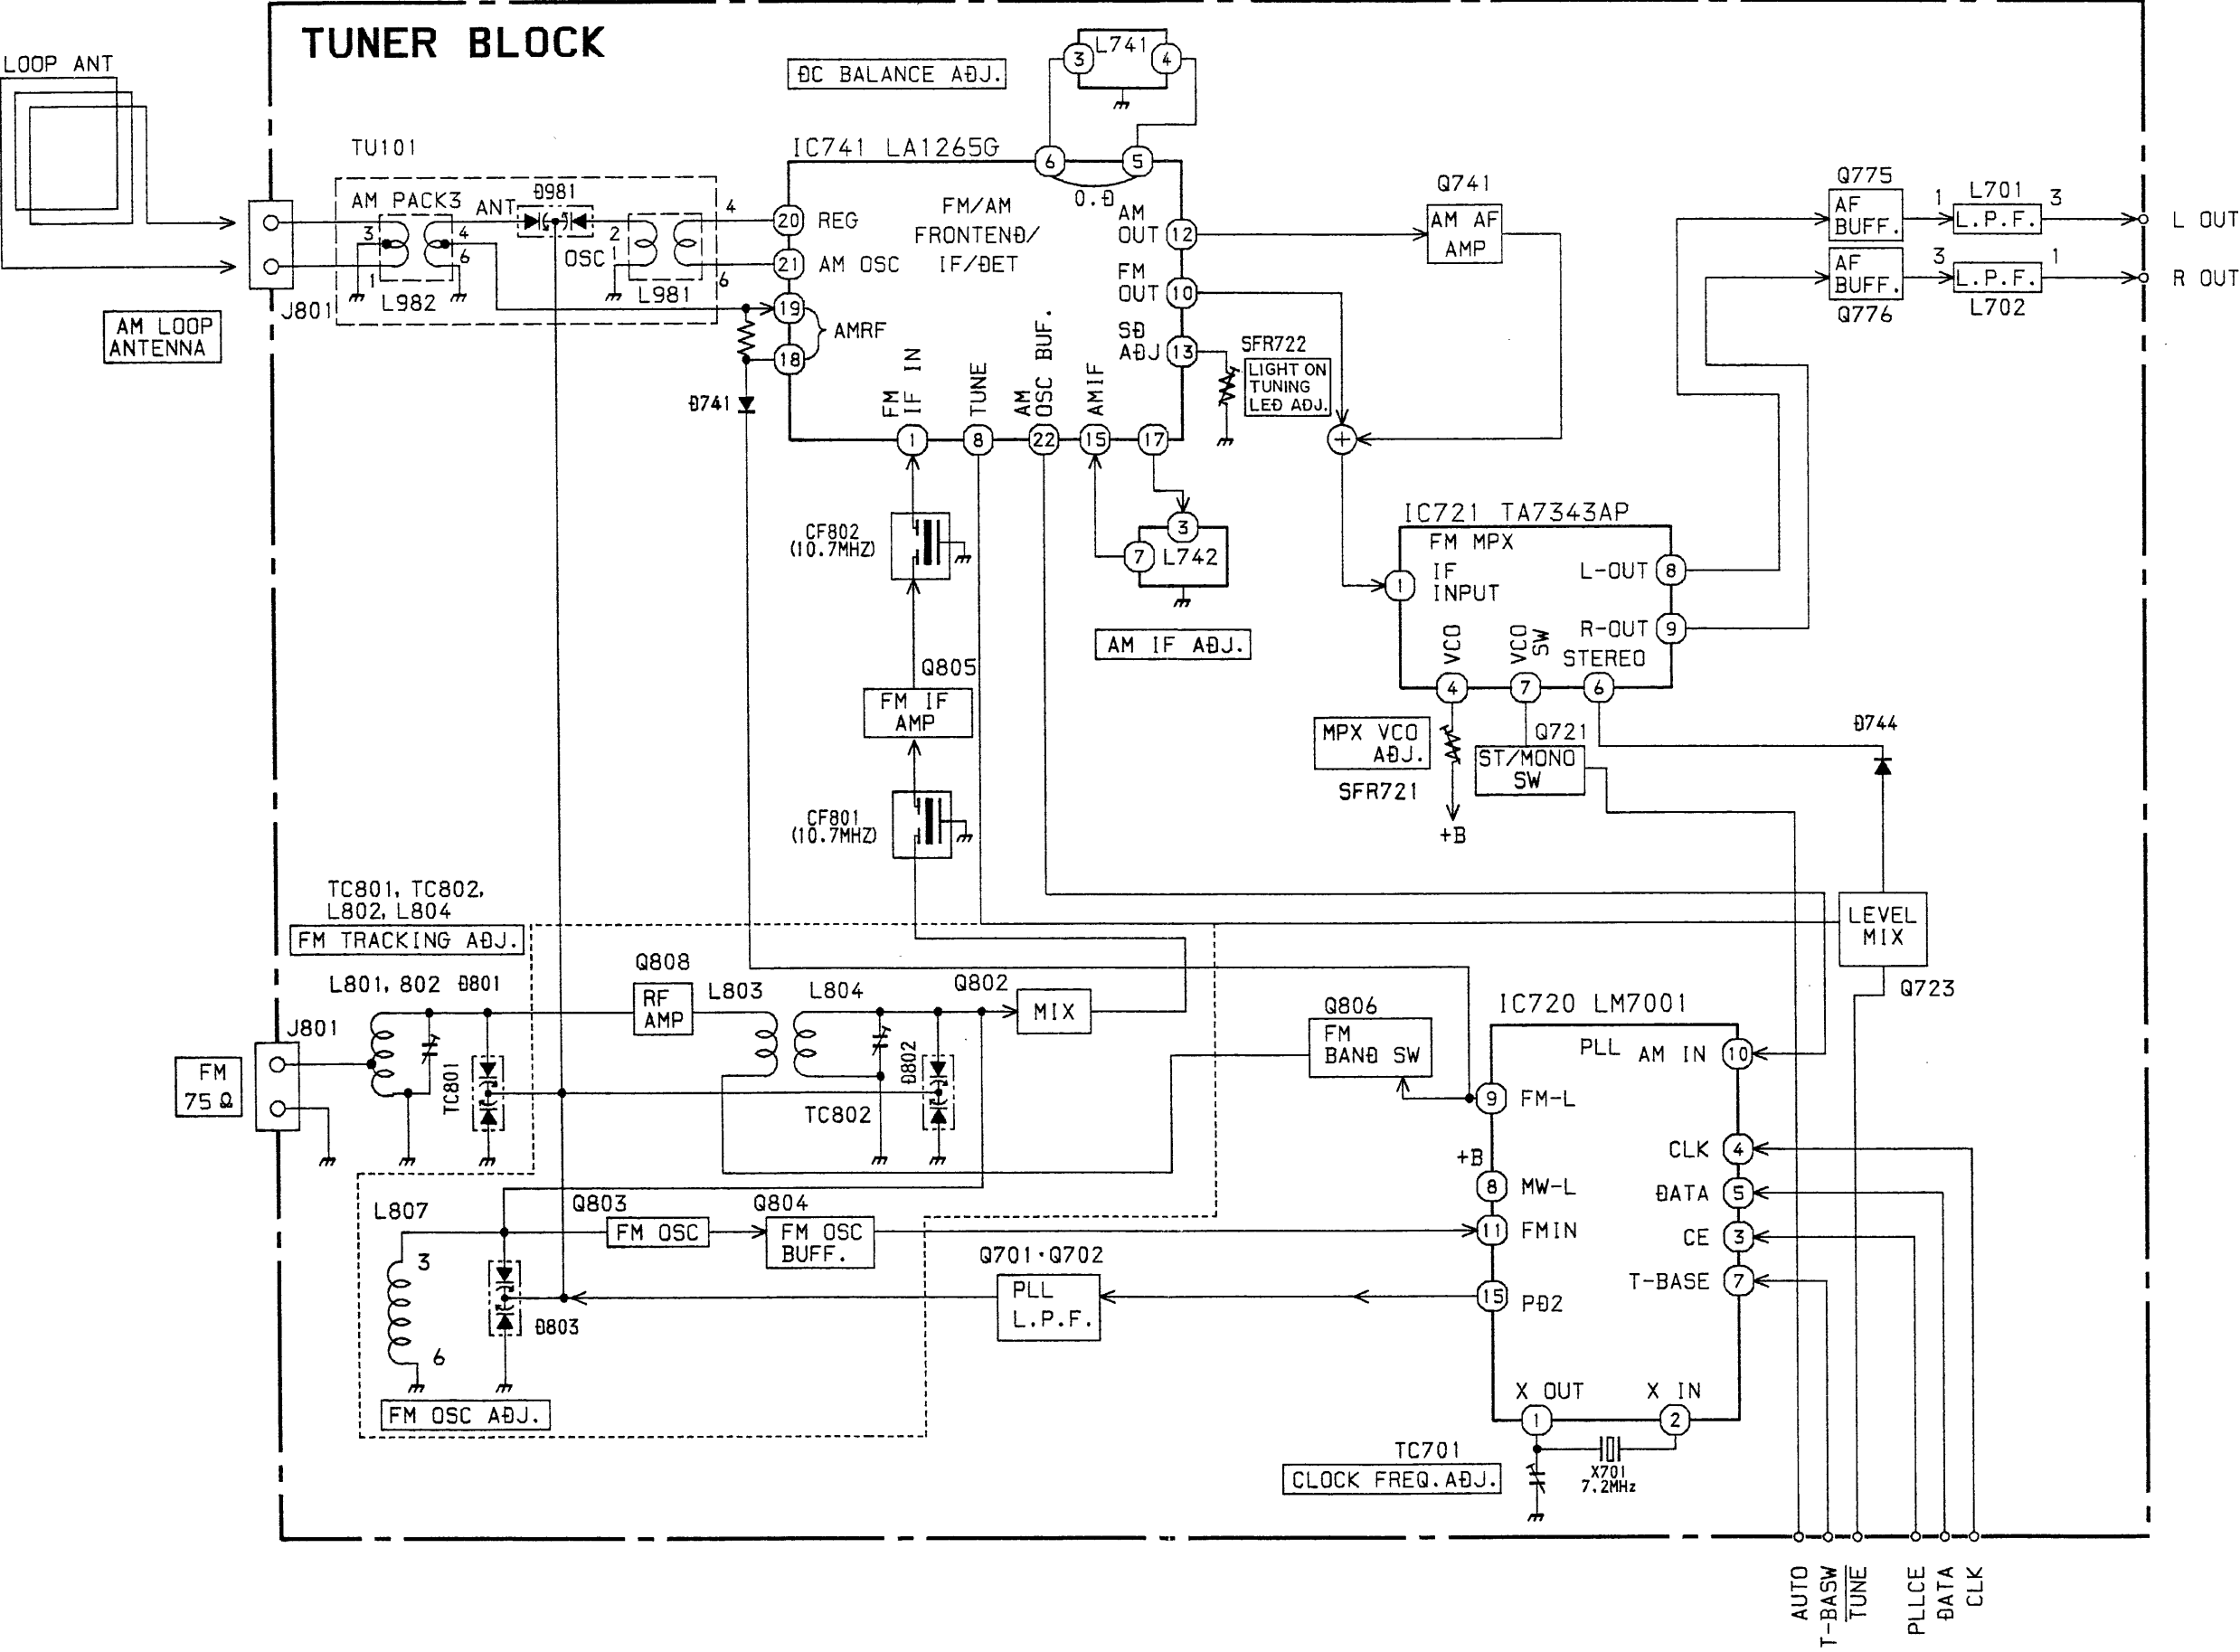 TUNER BLOCK
LOOP ANT
DC BALANCE ADJ.
L741
3
4
TU101
IC741 LA1265G
6
5
O.D
AM PACK3
ANT
D981
3
1
4
6
2
OSC
1
4
6
L982
L981
J801
AM LOOP
ANTENNA
20
REG
21
AM OSC
19
18
AMRF
FM/AM
FRONTEND/
IF/DET
AM
OUT
12
FM
OUT
10
SD
ADJ
13
D741
FM
IF IN
TUNE
AM
OSC BUF.
AMIF
1
8
22
15
17
SFR722
LIGHT ON
TUNING
LED ADJ.
Q741
AM AF
AMP
+
Q775
AF
BUFF.
1
L701
L.P.F.
3
L OUT
AF
BUFF.
Q776
3
L.P.F.
L702
1
R OUT
CF802
(10.7MHZ)
3
7
L742
AM IF ADJ.
IC721 TA7343AP
FM MPX
1
IF
INPUT
L-OUT
8
R-OUT
9
STEREO
VCO
VCO
SW
4
7
6
Q805
FM IF
AMP
MPX VCO
ADJ.
SFR721
+B
Q721
ST/MONO
SW
D744
CF801
(10.7MHZ)
TC801, TC802,
L802, L804
FM TRACKING ADJ.
LEVEL
MIX
Q723
L801, 802
D801
Q808
RF
AMP
L803
L804
Q802
MIX
J801
FM
75Ω
TC801
TC802
D802
Q806
FM
BAND SW
IC720 LM7001
PLL
AM IN
10
9
FM-L
+B
8
MW-L
11
FMIN
15
PD2
CLK
4
DATA
5
CE
3
T-BASE
7
L807
3
6
Q803
FM OSC
Q804
FM OSC
BUFF.
Q701·Q702
PLL
L.P.F.
D803
FM OSC ADJ.
X OUT
X IN
1
2
TC701
CLOCK FREQ.ADJ.
X701
7.2MHz
AUTO
T-BASW
TUNE
PLLCE
DATA
CLK